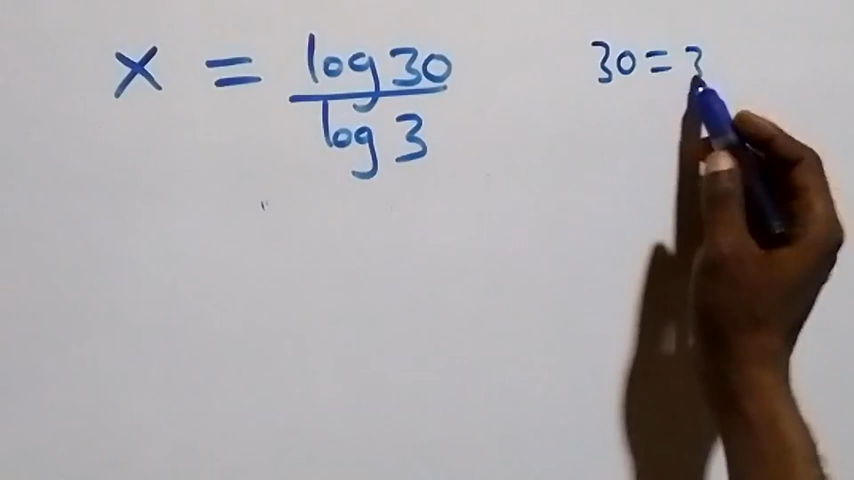 x = log 30 / log 3
30 = 3